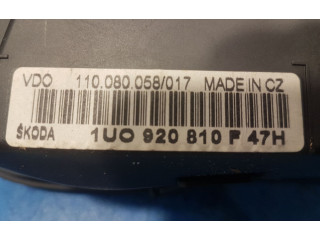 VDO 110.080.058/017 MADE IN CZ
ŠKODA 1U0 920 810 F 47H